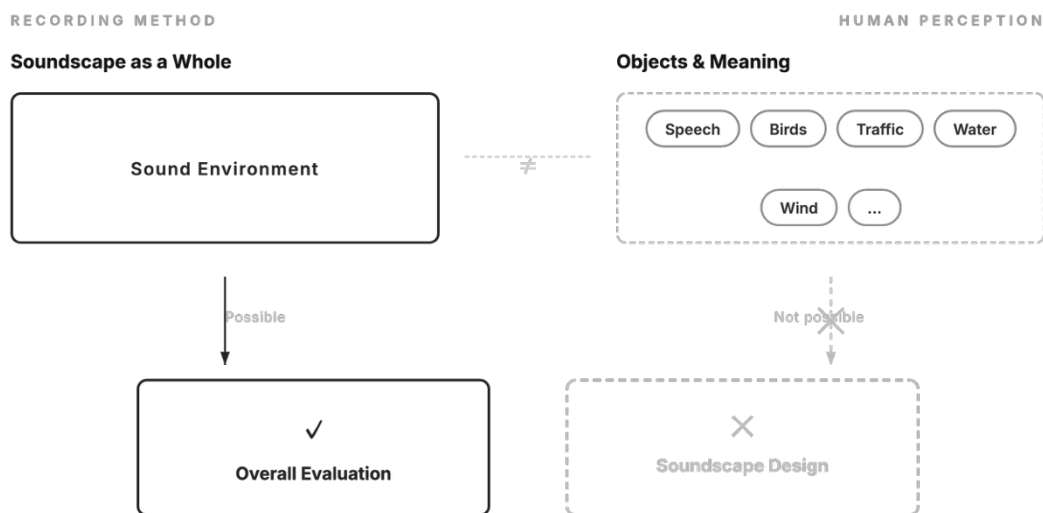 RECORDING METHOD
HUMAN PERCEPTION
Soundscape as a Whole
Objects & Meaning
Sound Environment
≠
Speech
Birds
Traffic
Water
Wind
...
Possible
Not possible
Overall Evaluation
Soundscape Design